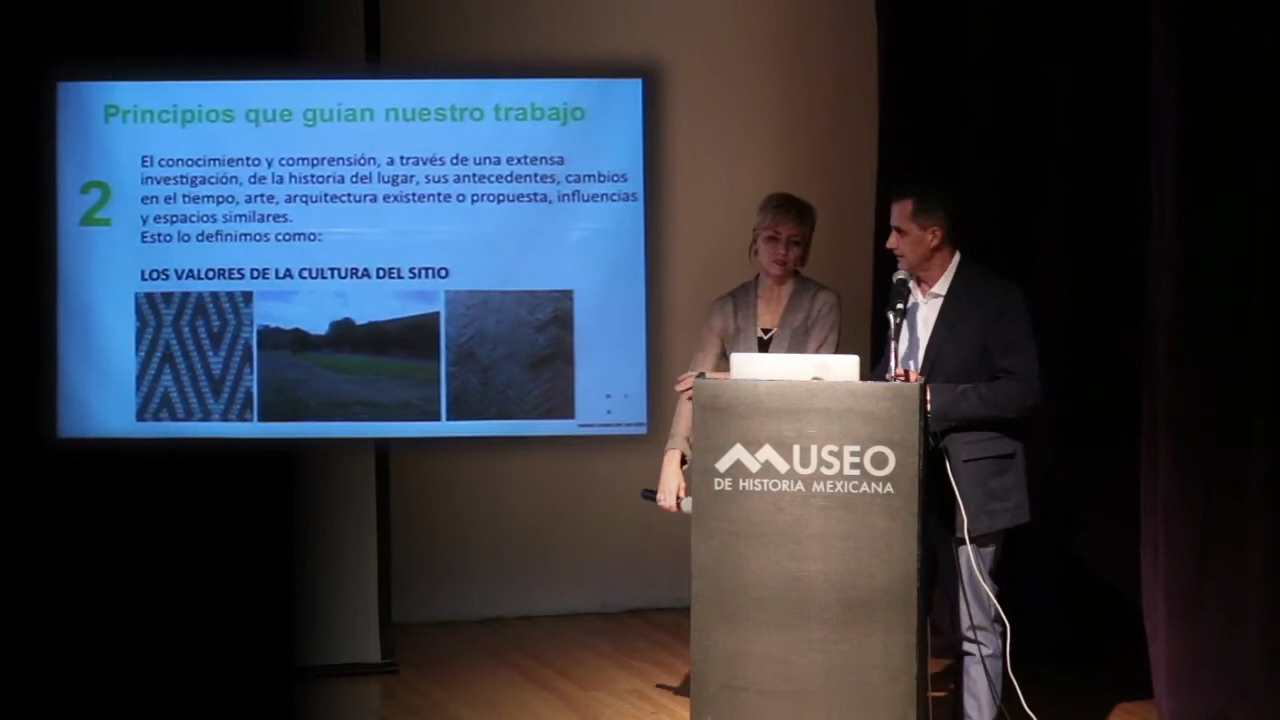 Principios que guían nuestro trabajo
2
El conocimiento y comprensión, a través de una extensa
investigación, de la historia del lugar, sus antecedentes, cambios
en el tiempo, arte, arquitectura existente o propuesta, influencias
y espacios similares.
Esto lo definimos como:
LOS VALORES DE LA CULTURA DEL SITIO
MUSEO
DE HISTORIA MEXICANA